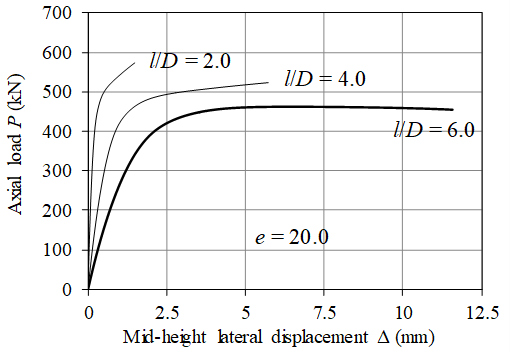 700
600
500
400
300
200
100
0
Axial load P (kN)
l/D = 2.0
l/D = 4.0
l/D = 6.0
e = 20.0
0 2.5 5 7.5 10 12.5
Mid-height lateral displacement Δ (mm)